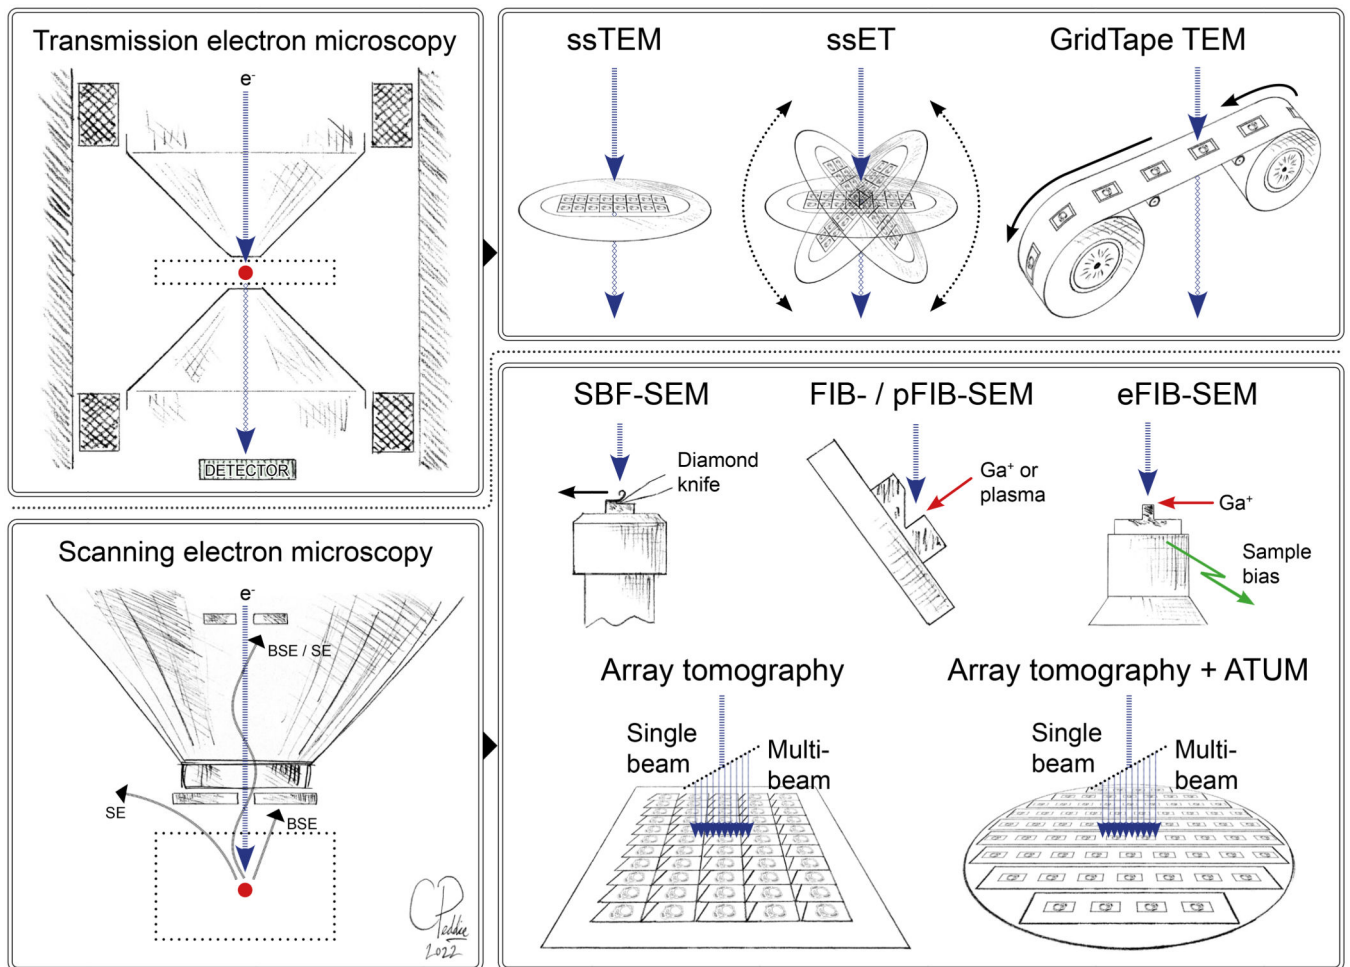 Transmission electron microscopy
e-
DETECTOR
ssTEM
ssET
GridTape TEM
Scanning electron microscopy
e-
BSE / SE
SE
BSE
CPeddie
2022
SBF-SEM
Diamond
knife
FIB- / pFIB-SEM
Ga+ or
plasma
eFIB-SEM
Ga+
Sample
bias
Array tomography
Single
beam
Multi-
beam
Array tomography + ATUM
Single
beam
Multi-
beam